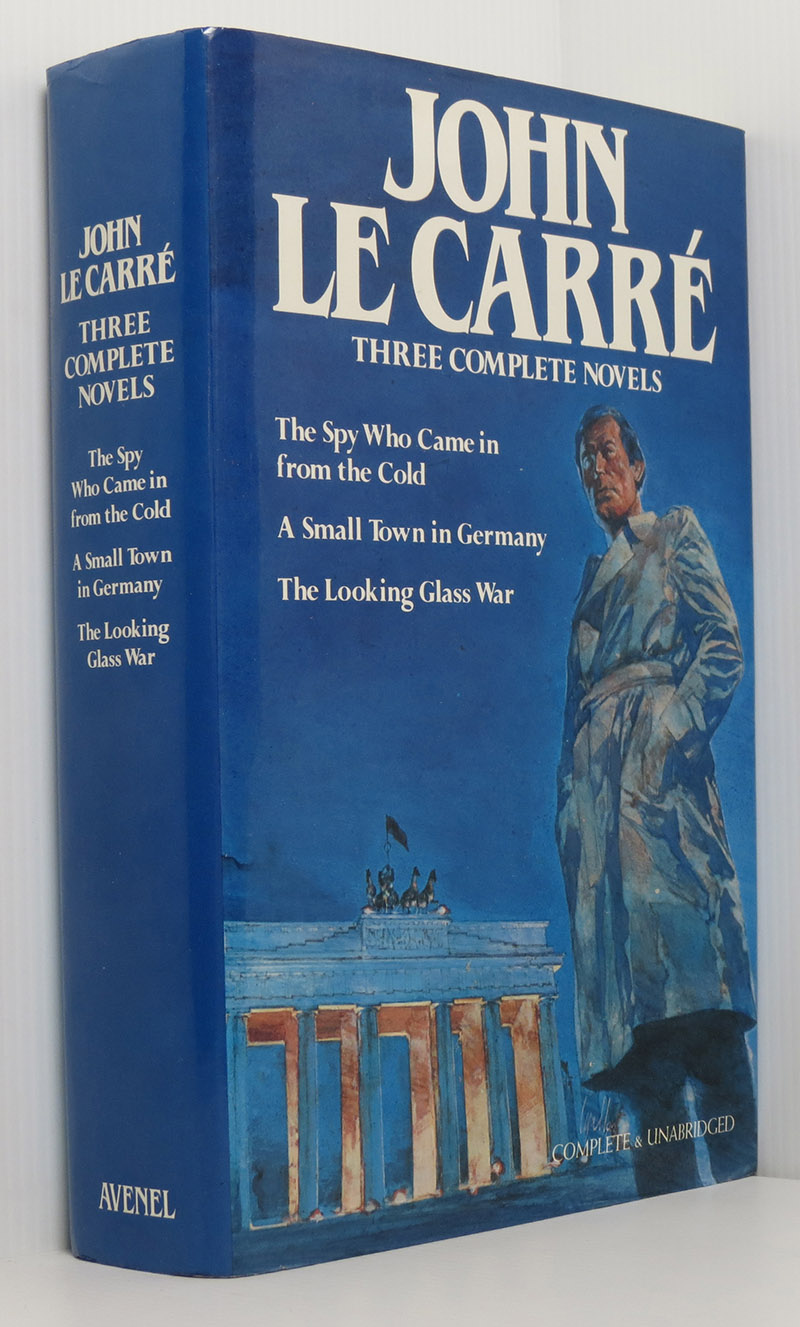 JOHN
LE CARRÉ
THREE
COMPLETE
NOVELS
The Spy
Who Came in
from the Cold
A Small Town
in Germany
The Looking
Glass War
AVENEL
JOHN
LE CARRÉ
THREE COMPLETE NOVELS
The Spy Who Came in
from the Cold
A Small Town in Germany
The Looking Glass War
COMPLETE & UNABRIDGED